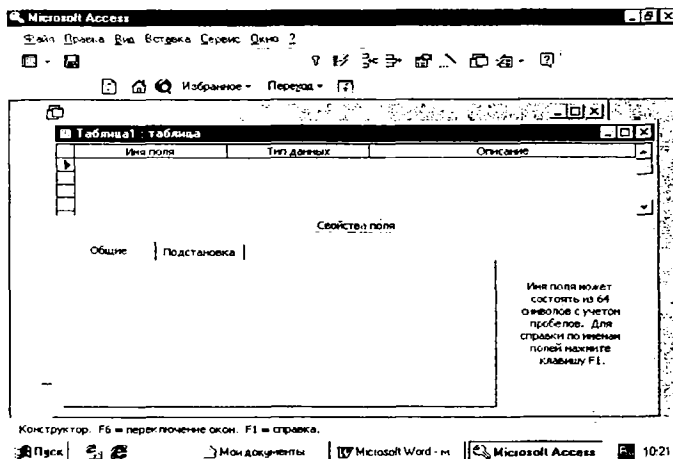 Microsoft Access
Файл Правка Вид Вставка Сервис Окно ?
Избранное Переход
Таблица1 : таблица
Имя поля Тип данных Описание
Свойства поля
Общие Подстановка
Имя поля может
состоять из 64
символов с учетом
пробелов. Для
справки по именам
полей нажмите
клавишу F1.
Конструктор. F6 = переключение окон. F1 = справка.
Пуск Мои документы Microsoft Word - м Microsoft Access 10:21